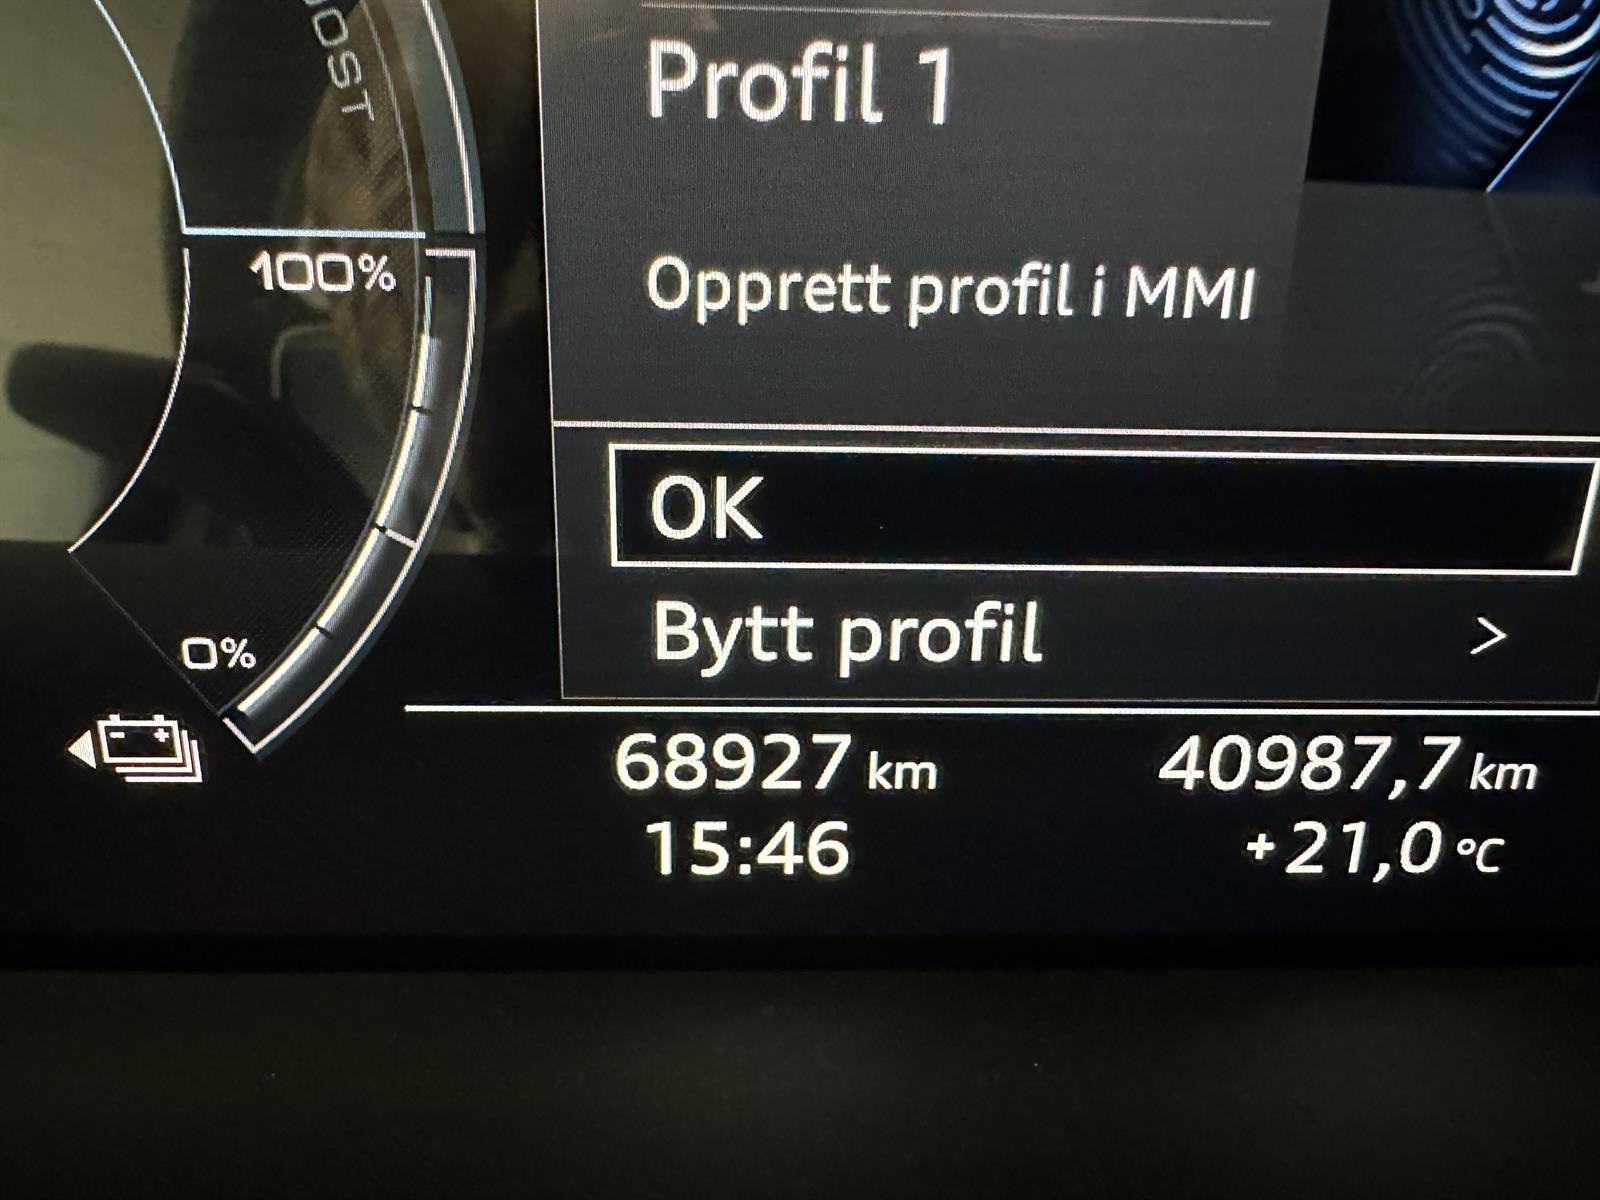 BOOST
Profil 1
100%
Opprett profil i MMI
OK
Bytt profil >
0%
68927 km 40987,7 km
15:46 +21,0 °C